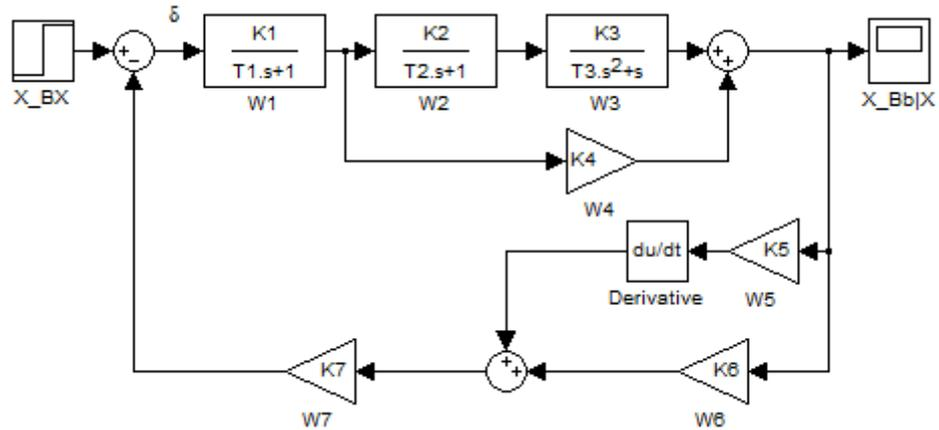 δ
K1
T1.s+1
W1
K2
T2.s+1
W2
K3
T3.s²+s
W3
X_BX
X_Bb|X
K4
W4
du/dt
Derivative
K5
W5
K7
W7
K6
W6